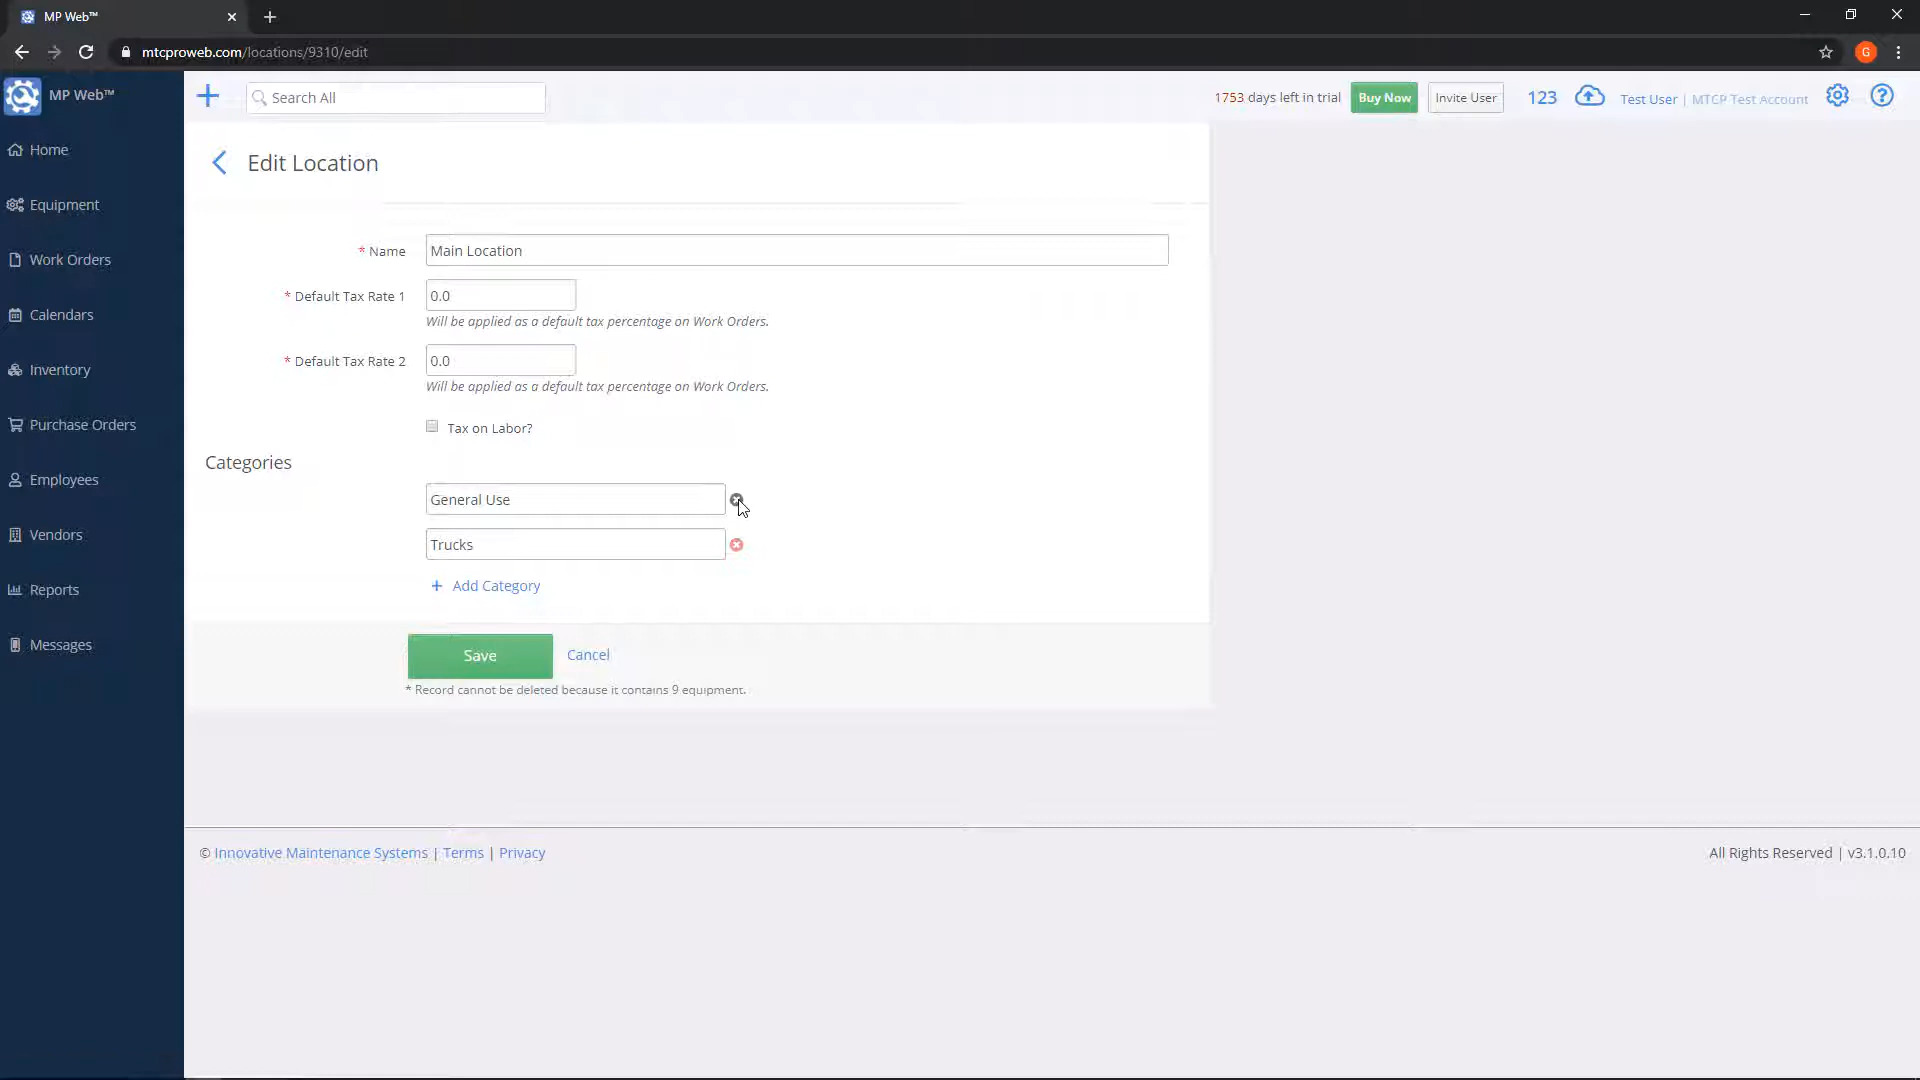 MP Web™
mtcproweb.com/locations/9310/edit
G
MP Web™
Search All
1753 days left in trial
Buy Now
Invite User
123
Test User | MTCP Test Account
Home
Equipment
Work Orders
Calendars
Inventory
Purchase Orders
Employees
Vendors
Reports
Messages
Edit Location
* Name
Main Location
* Default Tax Rate 1
0.0
Will be applied as a default tax percentage on Work Orders.
* Default Tax Rate 2
0.0
Will be applied as a default tax percentage on Work Orders.
Tax on Labor?
Categories
General Use
Trucks
+ Add Category
Save
Cancel
* Record cannot be deleted because it contains 9 equipment.
© Innovative Maintenance Systems | Terms | Privacy
All Rights Reserved | v3.1.0.10